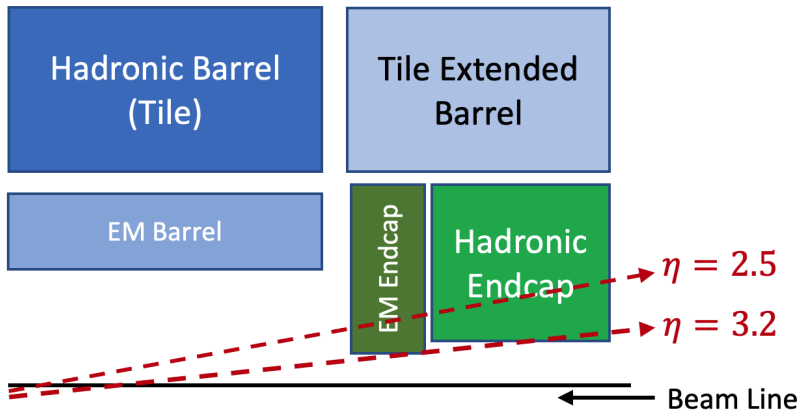 Hadronic Barrel
(Tile)
Tile Extended
Barrel
EM Barrel
EM Endcap
Hadronic
Endcap
η = 2.5
η = 3.2
Beam Line